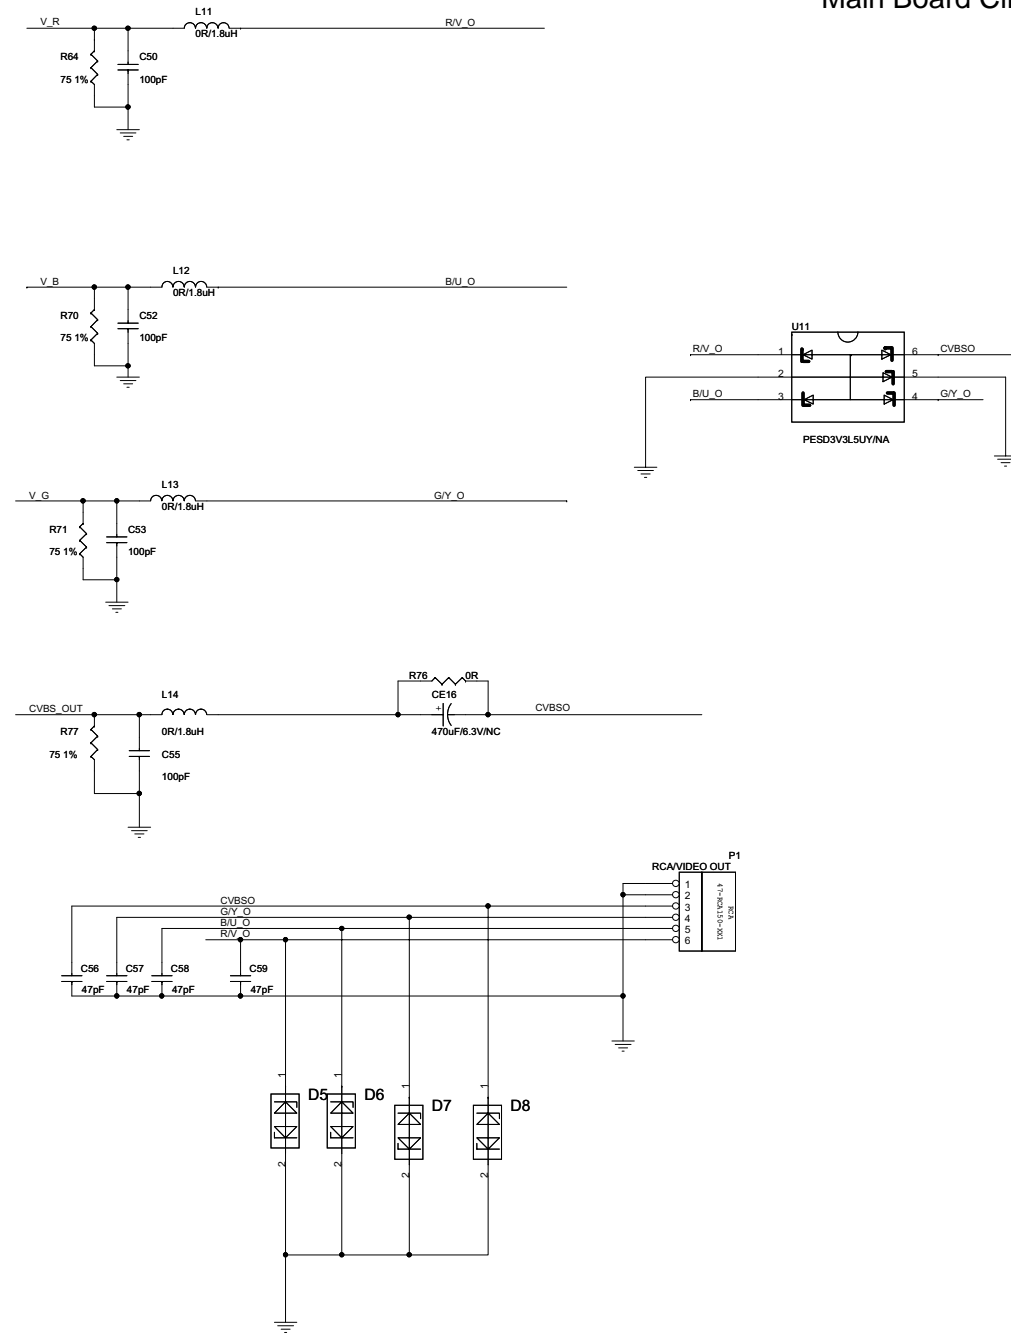 Main Board Ci
V_R
L11
0R/1.8uH
R/V_O
R64
75 1%
C50
100pF
V_B
L12
0R/1.8uH
B/U_O
R70
75 1%
C52
100pF
U11
R/V_O
1
6
CVBSO
2
5
B/U_O
3
4
G/Y_O
PESD3V3L5UY/NA
V_G
L13
0R/1.8uH
G/Y_O
R71
75 1%
C53
100pF
CVBS_OUT
L14
0R/1.8uH
R76
0R
CE16
+
470uF/6.3V/NC
CVBSO
R77
75 1%
C55
100pF
P1
RCA/VIDEO OUT
1
2
3
4
5
6
RCA
47-RCA150-XX1
CVBSO
G/Y_O
B/U_O
R/V_O
C56
47pF
C57
47pF
C58
47pF
C59
47pF
1
D5
2
1
D6
2
1
D7
2
1
D8
2